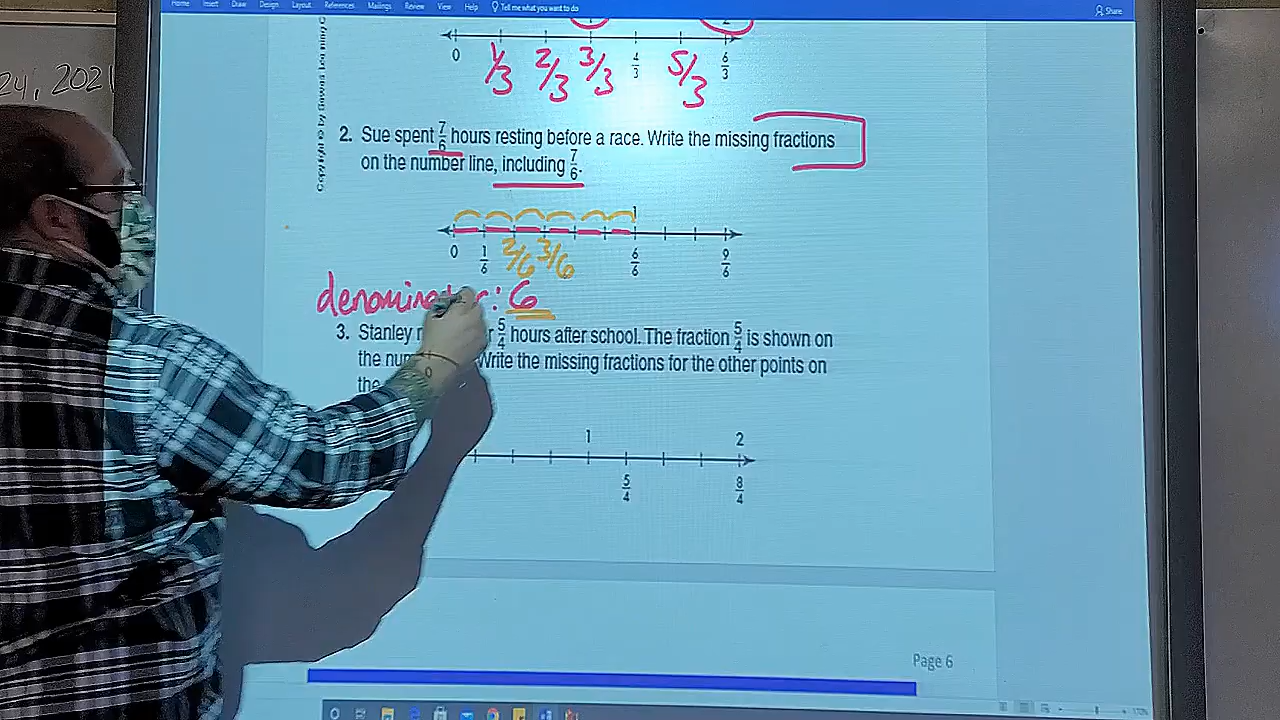 Home Insert Draw Design Layout References Mailings Review View Help Tell me what you want to do Share
24, 2021
0 1/3 2/3 3/3 4/3 5/3 6/3
2. Sue spent 7/6 hours resting before a race. Write the missing fractions
on the number line, including 7/6.
1
0 1/6 2/6 3/6 6/6 9/6
denominator: 6
3. Stanley 5/4 hours after school. The fraction 5/4 is shown on
the Write the missing fractions for the other points on
the
1 2
5/4 8/4
Page 6